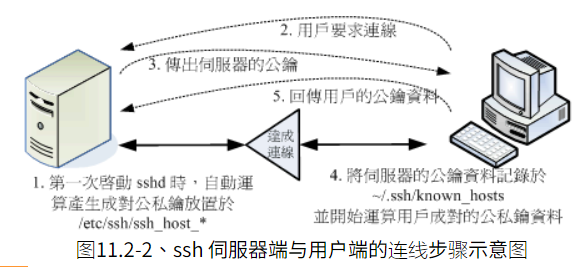 2. 用戶要求連線
3. 傳出伺服器的公鑰
5. 回傳用戶的公鑰資料
達成
連線
1. 第一次啟動 sshd 時，自動運
算產生成對公私鑰放置於
/etc/ssh/ssh_host_*
4. 將伺服器的公鑰資料記錄於
~/.ssh/known_hosts
並開始運算用戶成對的公私鑰資料
图11.2-2、ssh 伺服器端与用户端的连线步骤示意图